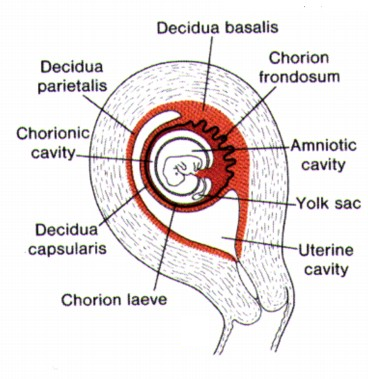 Decidua basalis
Chorion
frondosum
Decidua
parietalis
Chorionic
cavity
Amniotic
cavity
Yolk sac
Decidua
capsularis
Uterine
cavity
Chorion laeve